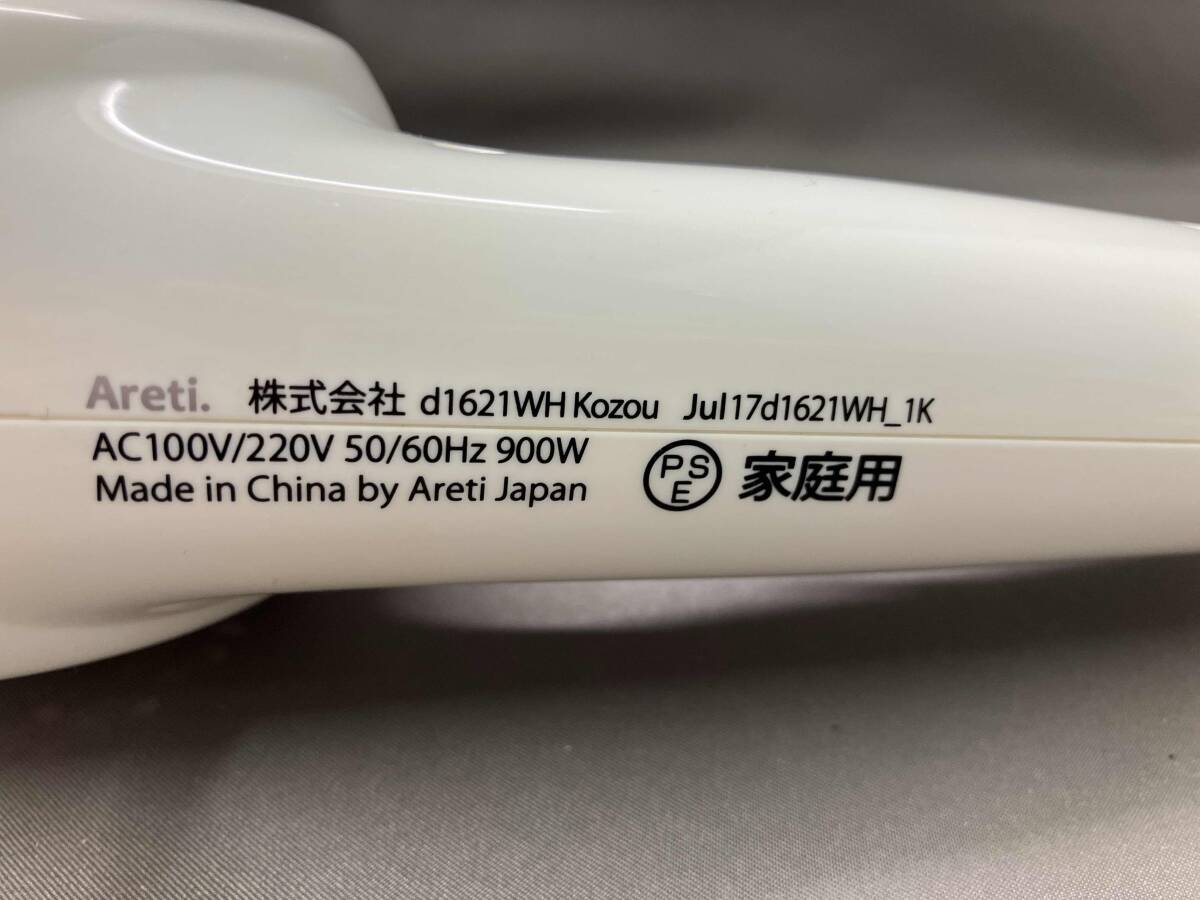 Areti. 株式会社 d1621WH Kozou Jul17d1621WH_1K
AC100V/220V 50/60Hz 900W
Made in China by Areti Japan
PSE 家庭用